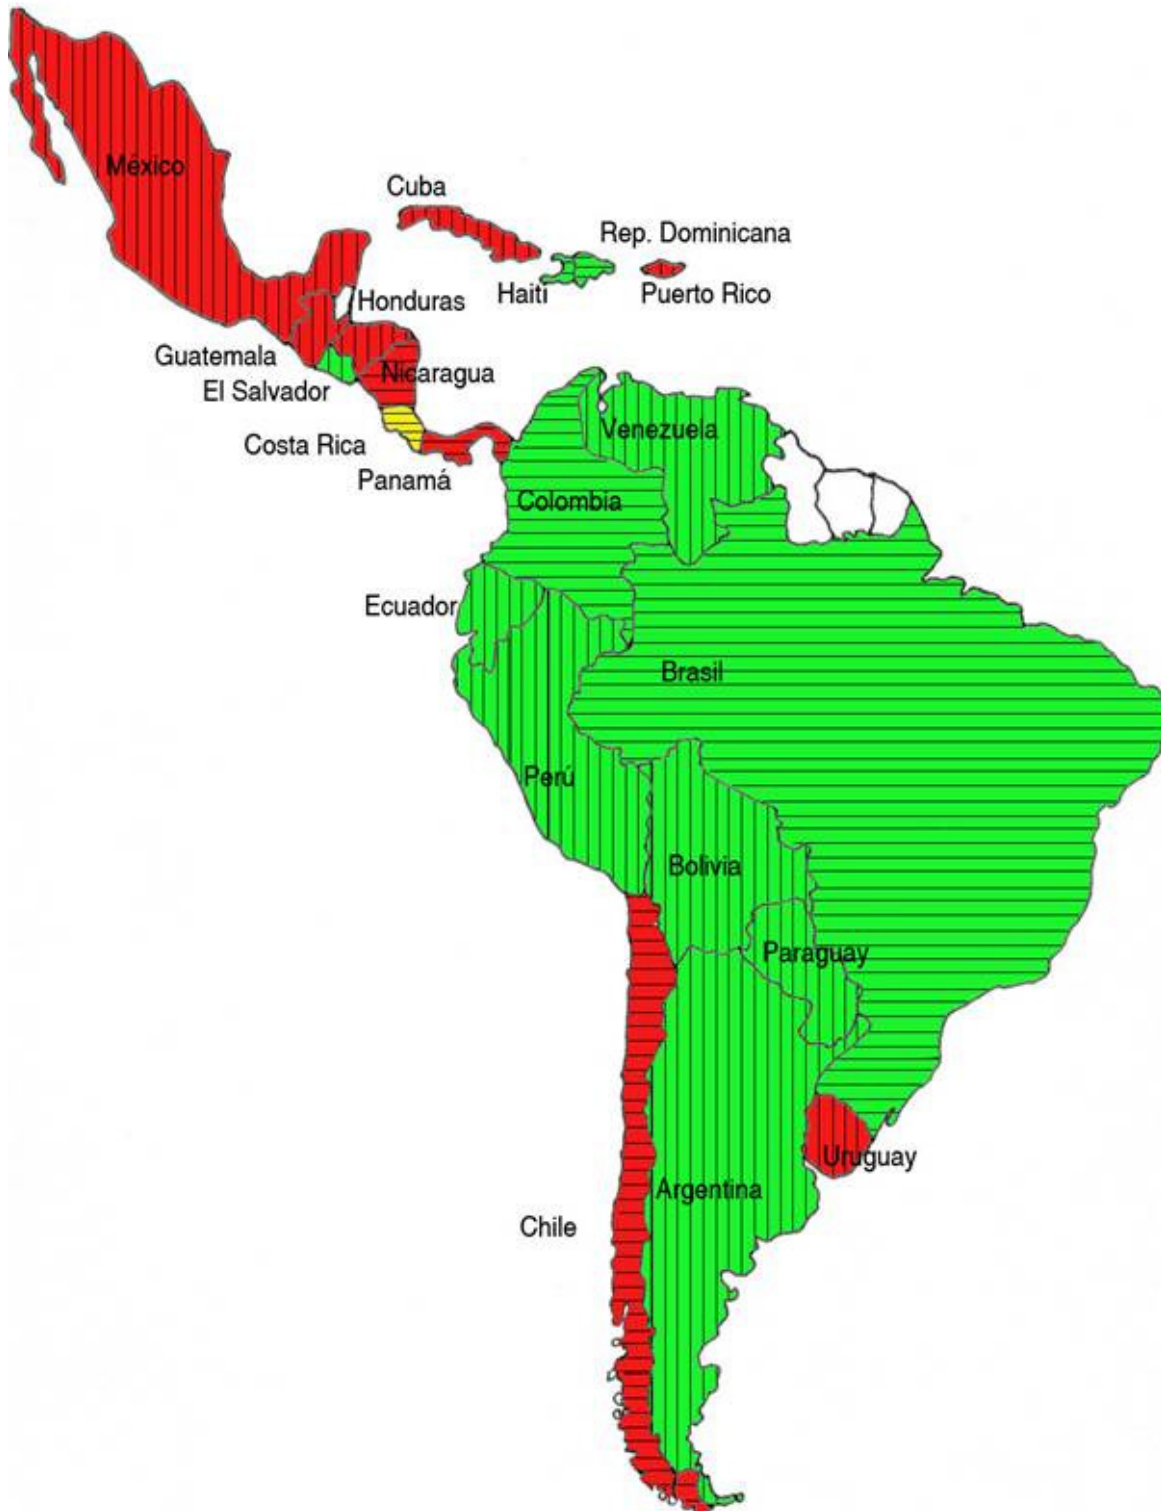 México
Cuba
Rep. Dominicana
Haití
Puerto Rico
Honduras
Guatemala
Nicaragua
El Salvador
Costa Rica
Venezuela
Panamá
Colombia
Ecuador
Brasil
Perú
Bolivia
Paraguay
Uruguay
Argentina
Chile